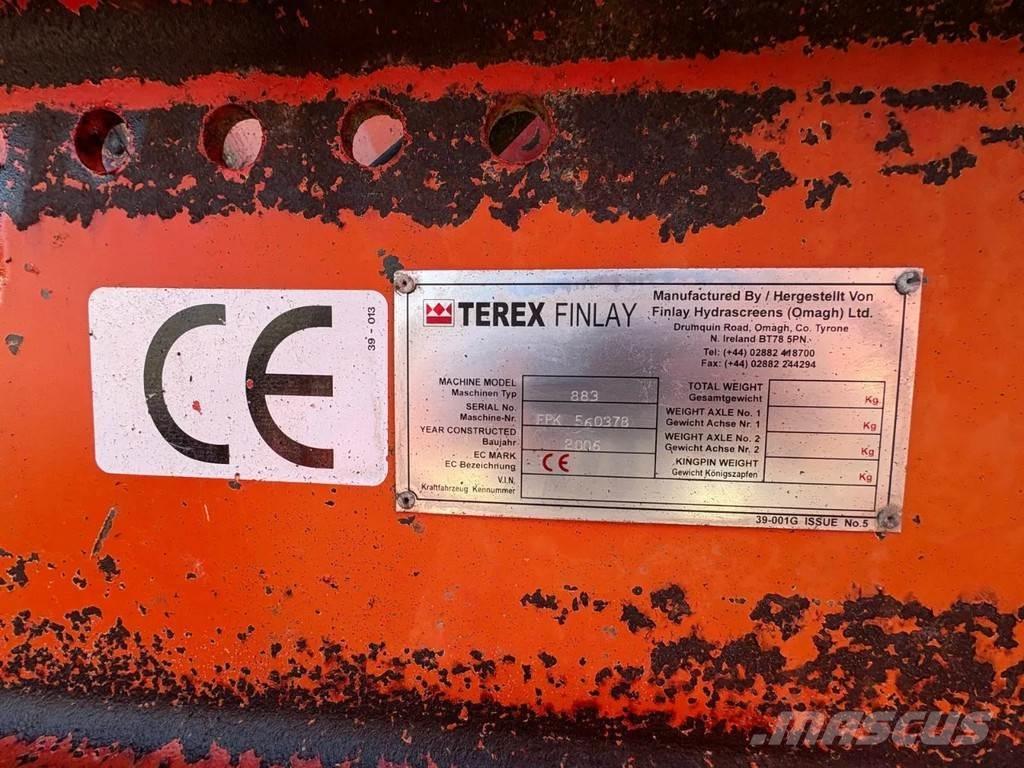 CE
39 - 013
TEREX FINLAY
Manufactured By / Hergestellt Von
Finlay Hydrascreens (Omagh) Ltd.
Drumquin Road, Omagh, Co. Tyrone
N. Ireland BT78 5PN.
Tel: (+44) 02882 418700
Fax: (+44) 02882 244294
MACHINE MODEL
Maschinen Typ
883
SERIAL No.
Maschine-Nr.
FPK 560378
YEAR CONSTRUCTED
Baujahr
2006
EC MARK
EC Bezeichnung
CE
V.I.N.
Kraftfahrzeug Kennummer
TOTAL WEIGHT
Gesamtgewicht
Kg
WEIGHT AXLE No. 1
Gewicht Achse Nr. 1
Kg
WEIGHT AXLE No. 2
Gewicht Achse Nr. 2
Kg
KINGPIN WEIGHT
Gewicht Königszapfen
Kg
39-001G ISSUE No.5
mascus